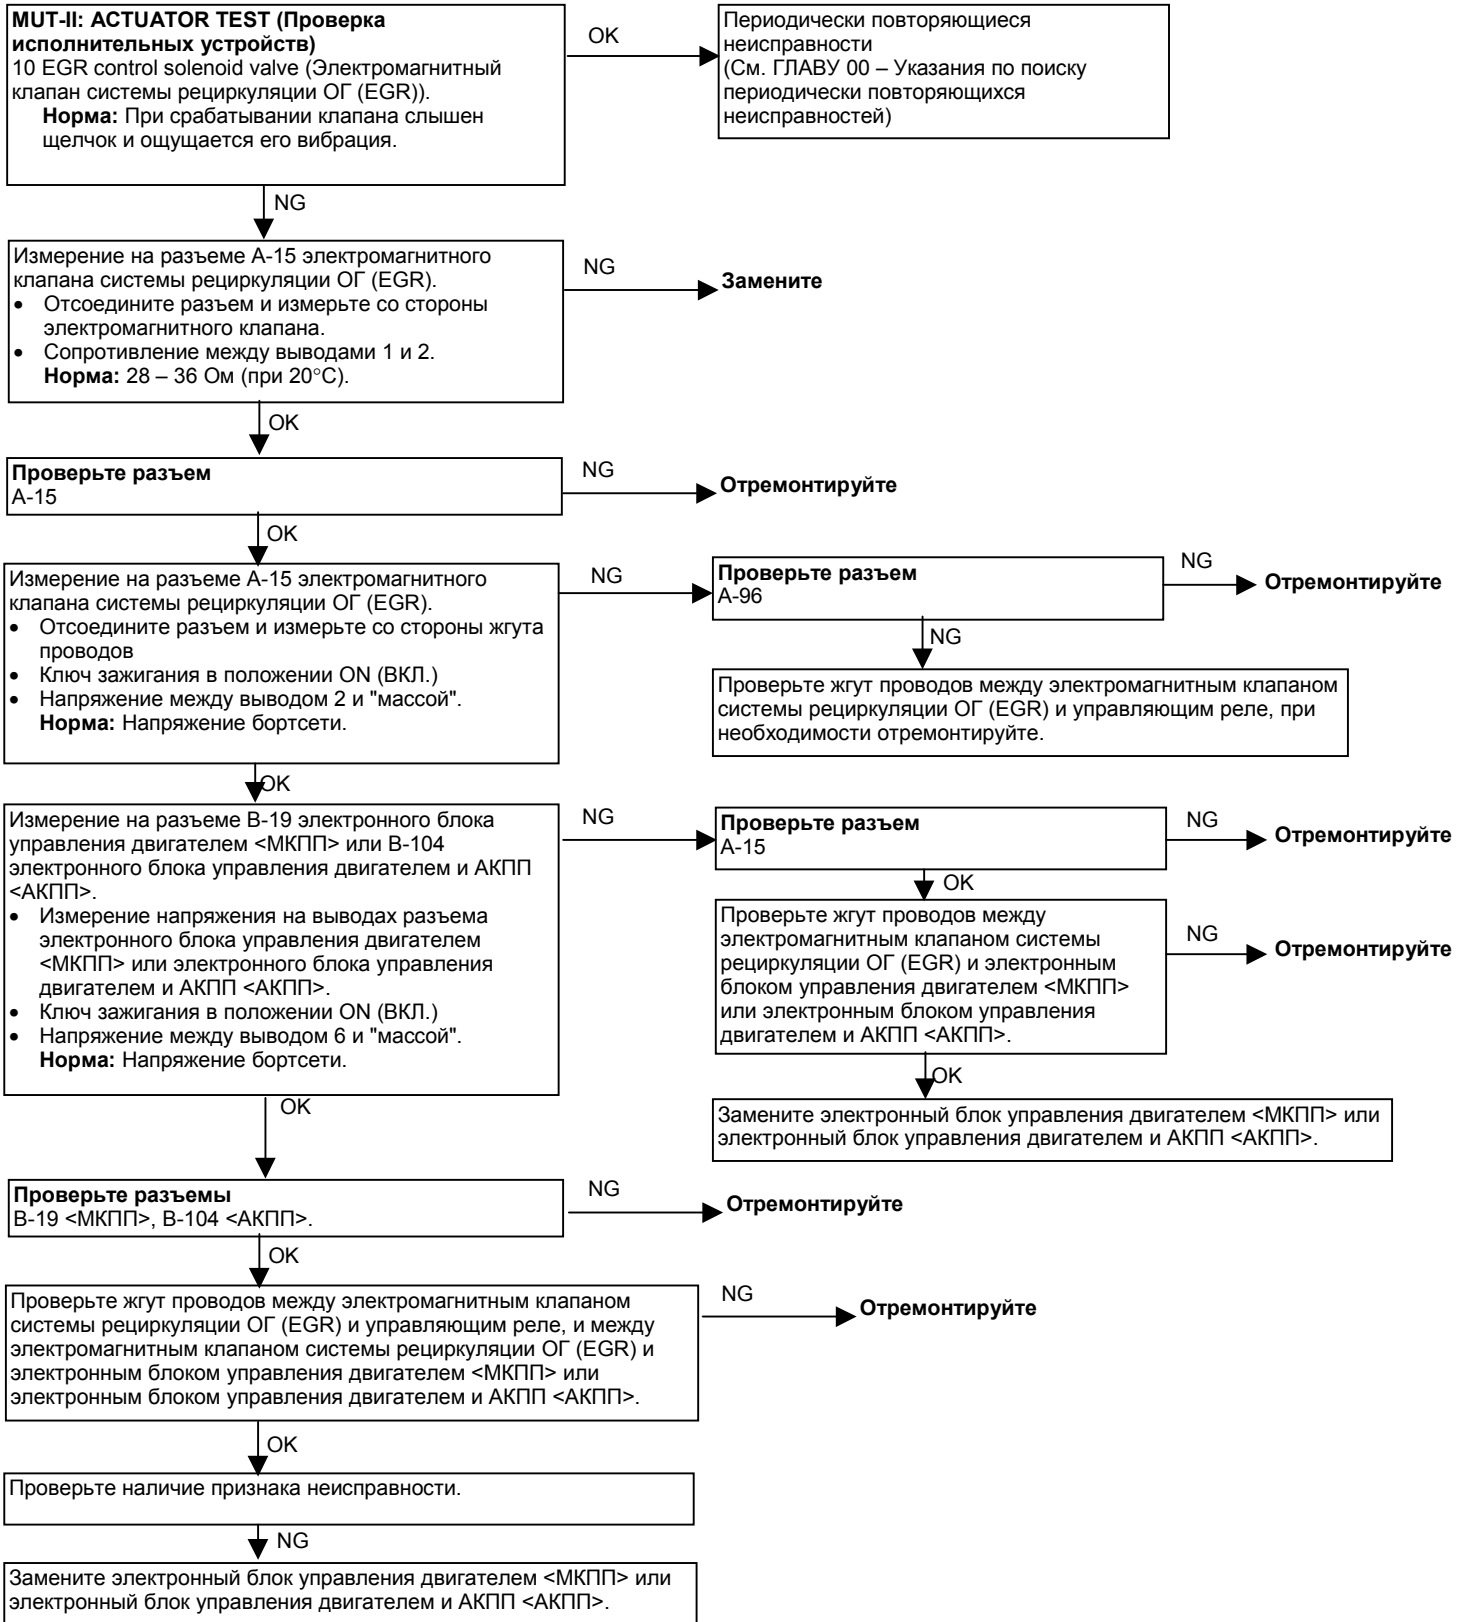 MUT-II: ACTUATOR TEST (Проверка
исполнительных устройств)
10 EGR control solenoid valve (Электромагнитный
клапан системы рециркуляции ОГ (EGR)).
Норма: При срабатывании клапана слышен
щелчок и ощущается его вибрация.
OK
Периодически повторяющиеся
неисправности
(См. ГЛАВУ 00 – Указания по поиску
периодически повторяющихся
неисправностей)
NG
Измерение на разъеме А-15 электромагнитного
клапана системы рециркуляции ОГ (EGR).
• Отсоедините разъем и измерьте со стороны
электромагнитного клапана.
• Сопротивление между выводами 1 и 2.
Норма: 28 – 36 Ом (при 20°С).
NG
Замените
OK
Проверьте разъем
А-15
NG
Отремонтируйте
OK
Измерение на разъеме А-15 электромагнитного
клапана системы рециркуляции ОГ (EGR).
• Отсоедините разъем и измерьте со стороны жгута
проводов
• Ключ зажигания в положении ON (ВКЛ.)
• Напряжение между выводом 2 и "массой".
Норма: Напряжение бортсети.
NG
Проверьте разъем
А-96
NG
Отремонтируйте
NG
Проверьте жгут проводов между электромагнитным клапаном
системы рециркуляции ОГ (EGR) и управляющим реле, при
необходимости отремонтируйте.
OK
Измерение на разъеме В-19 электронного блока
управления двигателем <МКПП> или В-104
электронного блока управления двигателем и АКПП
<АКПП>.
• Измерение напряжения на выводах разъема
электронного блока управления двигателем
<МКПП> или электронного блока управления
двигателем и АКПП <АКПП>.
• Ключ зажигания в положении ON (ВКЛ.)
• Напряжение между выводом 6 и "массой".
Норма: Напряжение бортсети.
NG
Проверьте разъем
А-15
NG
Отремонтируйте
OK
Проверьте жгут проводов между
электромагнитным клапаном системы
рециркуляции ОГ (EGR) и электронным
блоком управления двигателем <МКПП>
или электронным блоком управления
двигателем и АКПП <АКПП>.
NG
Отремонтируйте
OK
Замените электронный блок управления двигателем <МКПП> или
электронный блок управления двигателем и АКПП <АКПП>.
OK
Проверьте разъемы
В-19 <МКПП>, В-104 <АКПП>.
NG
Отремонтируйте
OK
Проверьте жгут проводов между электромагнитным клапаном
системы рециркуляции ОГ (EGR) и управляющим реле, и между
электромагнитным клапаном системы рециркуляции ОГ (EGR) и
электронным блоком управления двигателем <МКПП> или
электронным блоком управления двигателем и АКПП <АКПП>.
NG
Отремонтируйте
OK
Проверьте наличие признака неисправности.
NG
Замените электронный блок управления двигателем <МКПП> или
электронный блок управления двигателем и АКПП <АКПП>.